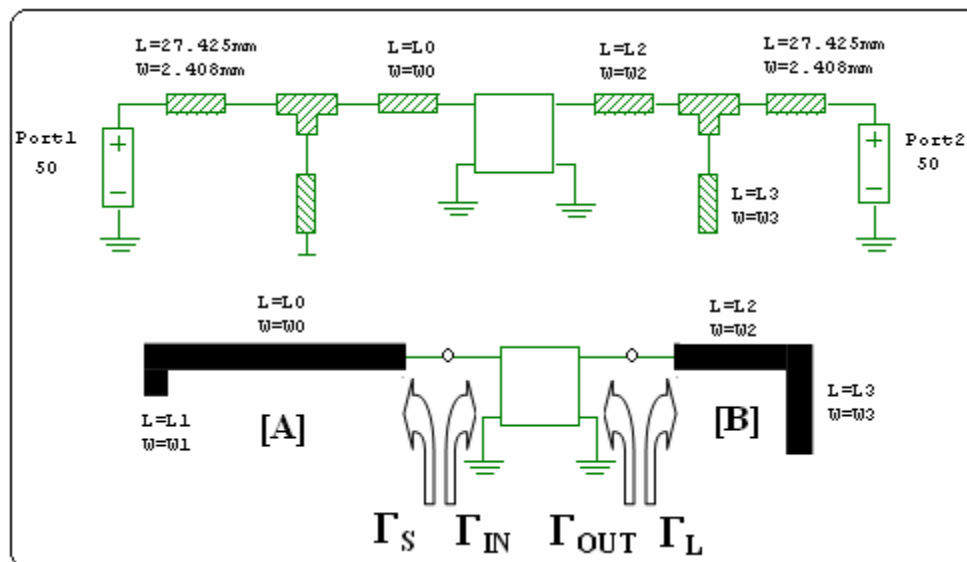 L=27.425mm
W=2.408mm
L=L0
W=W0
L=L2
W=W2
L=27.425mm
W=2.408mm
Port1
50
+
−
Port2
50
+
−
L=L3
W=W3
L=L0
W=W0
L=L2
W=W2
L=L1
W=W1
[A]
[B]
L=L3
W=W3
ΓS ΓIN ΓOUT ΓL